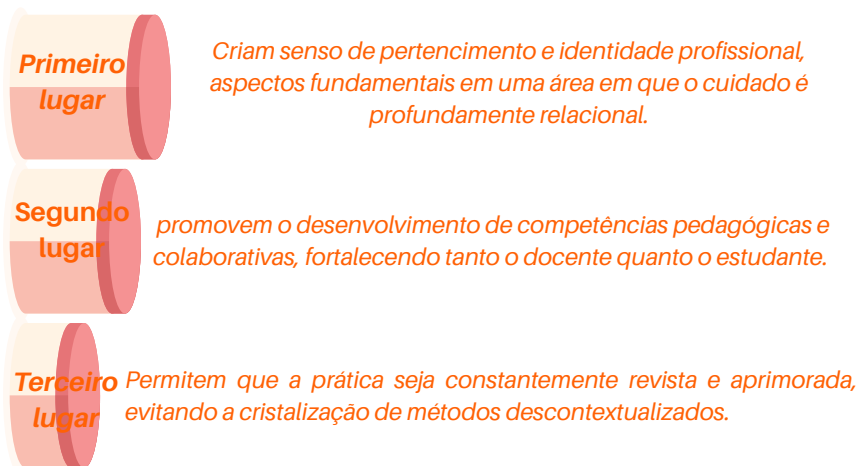 Primeiro
lugar
Criam senso de pertencimento e identidade profissional,
aspectos fundamentais em uma área em que o cuidado é
profundamente relacional.
Segundo
lugar
promovem o desenvolvimento de competências pedagógicas e
colaborativas, fortalecendo tanto o docente quanto o estudante.
Terceiro
lugar
Permitem que a prática seja constantemente revista e aprimorada,
evitando a cristalização de métodos descontextualizados.